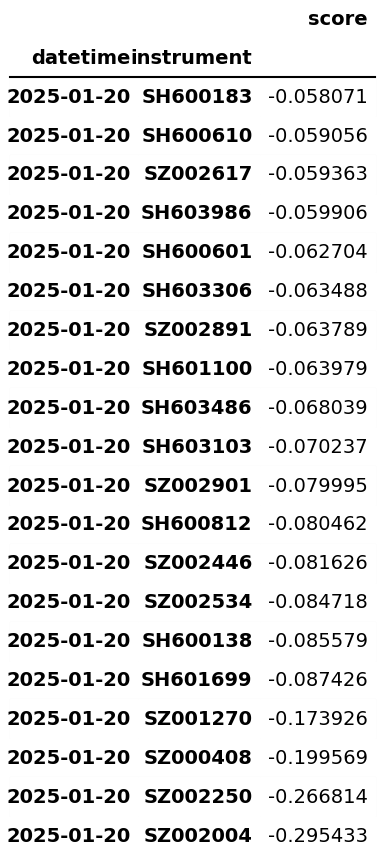 score
datetime instrument
2025-01-20 SH600183 -0.058071
2025-01-20 SH600610 -0.059056
2025-01-20 SZ002617 -0.059363
2025-01-20 SH603986 -0.059906
2025-01-20 SH600601 -0.062704
2025-01-20 SH603306 -0.063488
2025-01-20 SZ002891 -0.063789
2025-01-20 SH601100 -0.063979
2025-01-20 SH603486 -0.068039
2025-01-20 SH603103 -0.070237
2025-01-20 SZ002901 -0.079995
2025-01-20 SH600812 -0.080462
2025-01-20 SZ002446 -0.081626
2025-01-20 SZ002534 -0.084718
2025-01-20 SH600138 -0.085579
2025-01-20 SH601699 -0.087426
2025-01-20 SZ001270 -0.173926
2025-01-20 SZ000408 -0.199569
2025-01-20 SZ002250 -0.266814
2025-01-20 SZ002004 -0.295433